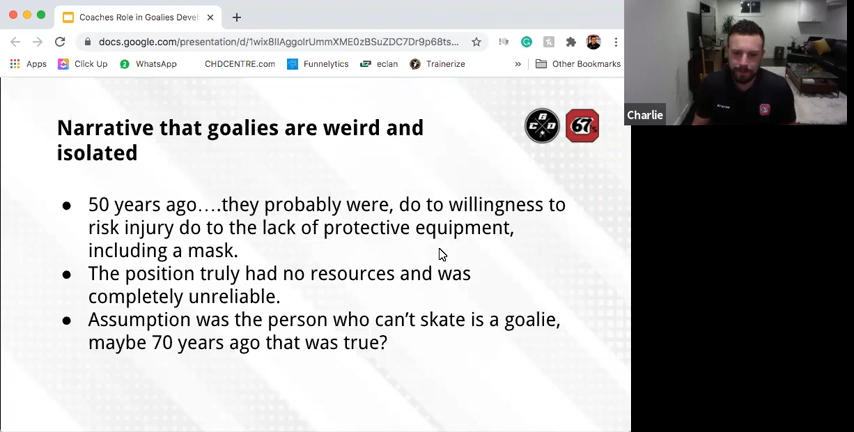 Coaches Role in Goalies Devel
docs.google.com/presentation/d/1wix8IIAggolrUmmXME0zBSuZDC7Dr9p68ts...
Apps Click Up WhatsApp CHDCENTRE.com Funnelytics eclan Trainerize » Other Bookmarks
Narrative that goalies are weird and
isolated
G
C D
67's
● 50 years ago….they probably were, do to willingness to
risk injury do to the lack of protective equipment,
including a mask.
● The position truly had no resources and was
completely unreliable.
● Assumption was the person who can’t skate is a goalie,
maybe 70 years ago that was true?
Charlie